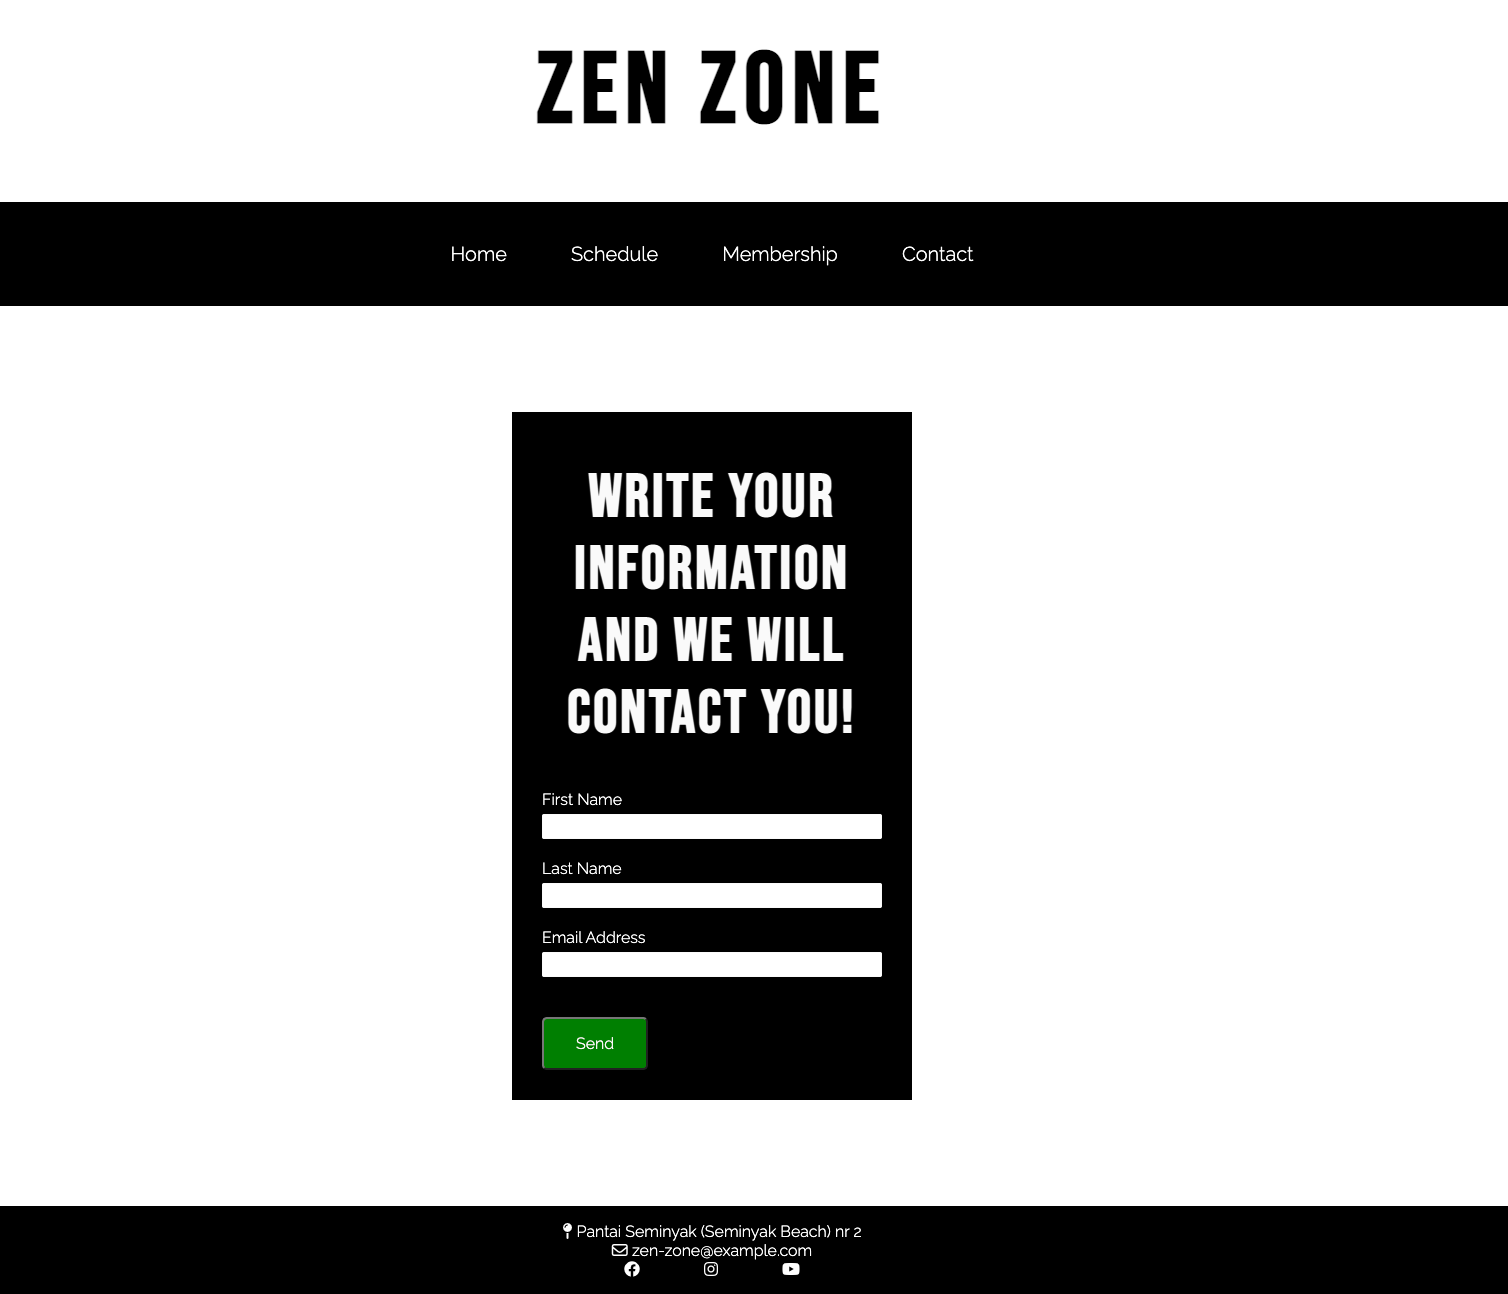 ZEN ZONE
Home Schedule Membership Contact
WRITE YOUR
INFORMATION
AND WE WILL
CONTACT YOU!
First Name
Last Name
Email Address
Send
Pantai Seminyak (Seminyak Beach) nr 2
zen-zone@example.com